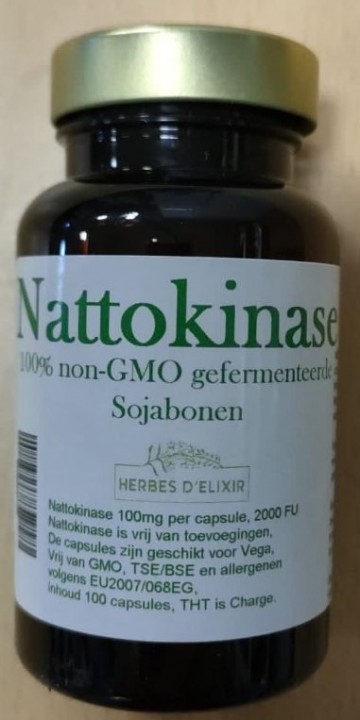 Nattokinase
100% non-GMO gefermenteerde
Sojabonen
HERBES D'ELIXIR
Nattokinase 100mg per capsule, 2000 FU
Nattokinase is vrij van toevoegingen,
De capsules zijn geschikt voor Vega,
Vrij van GMO, TSE/BSE en allergenen
volgens EU2007/068EG,
inhoud 100 capsules, THT is Charge.